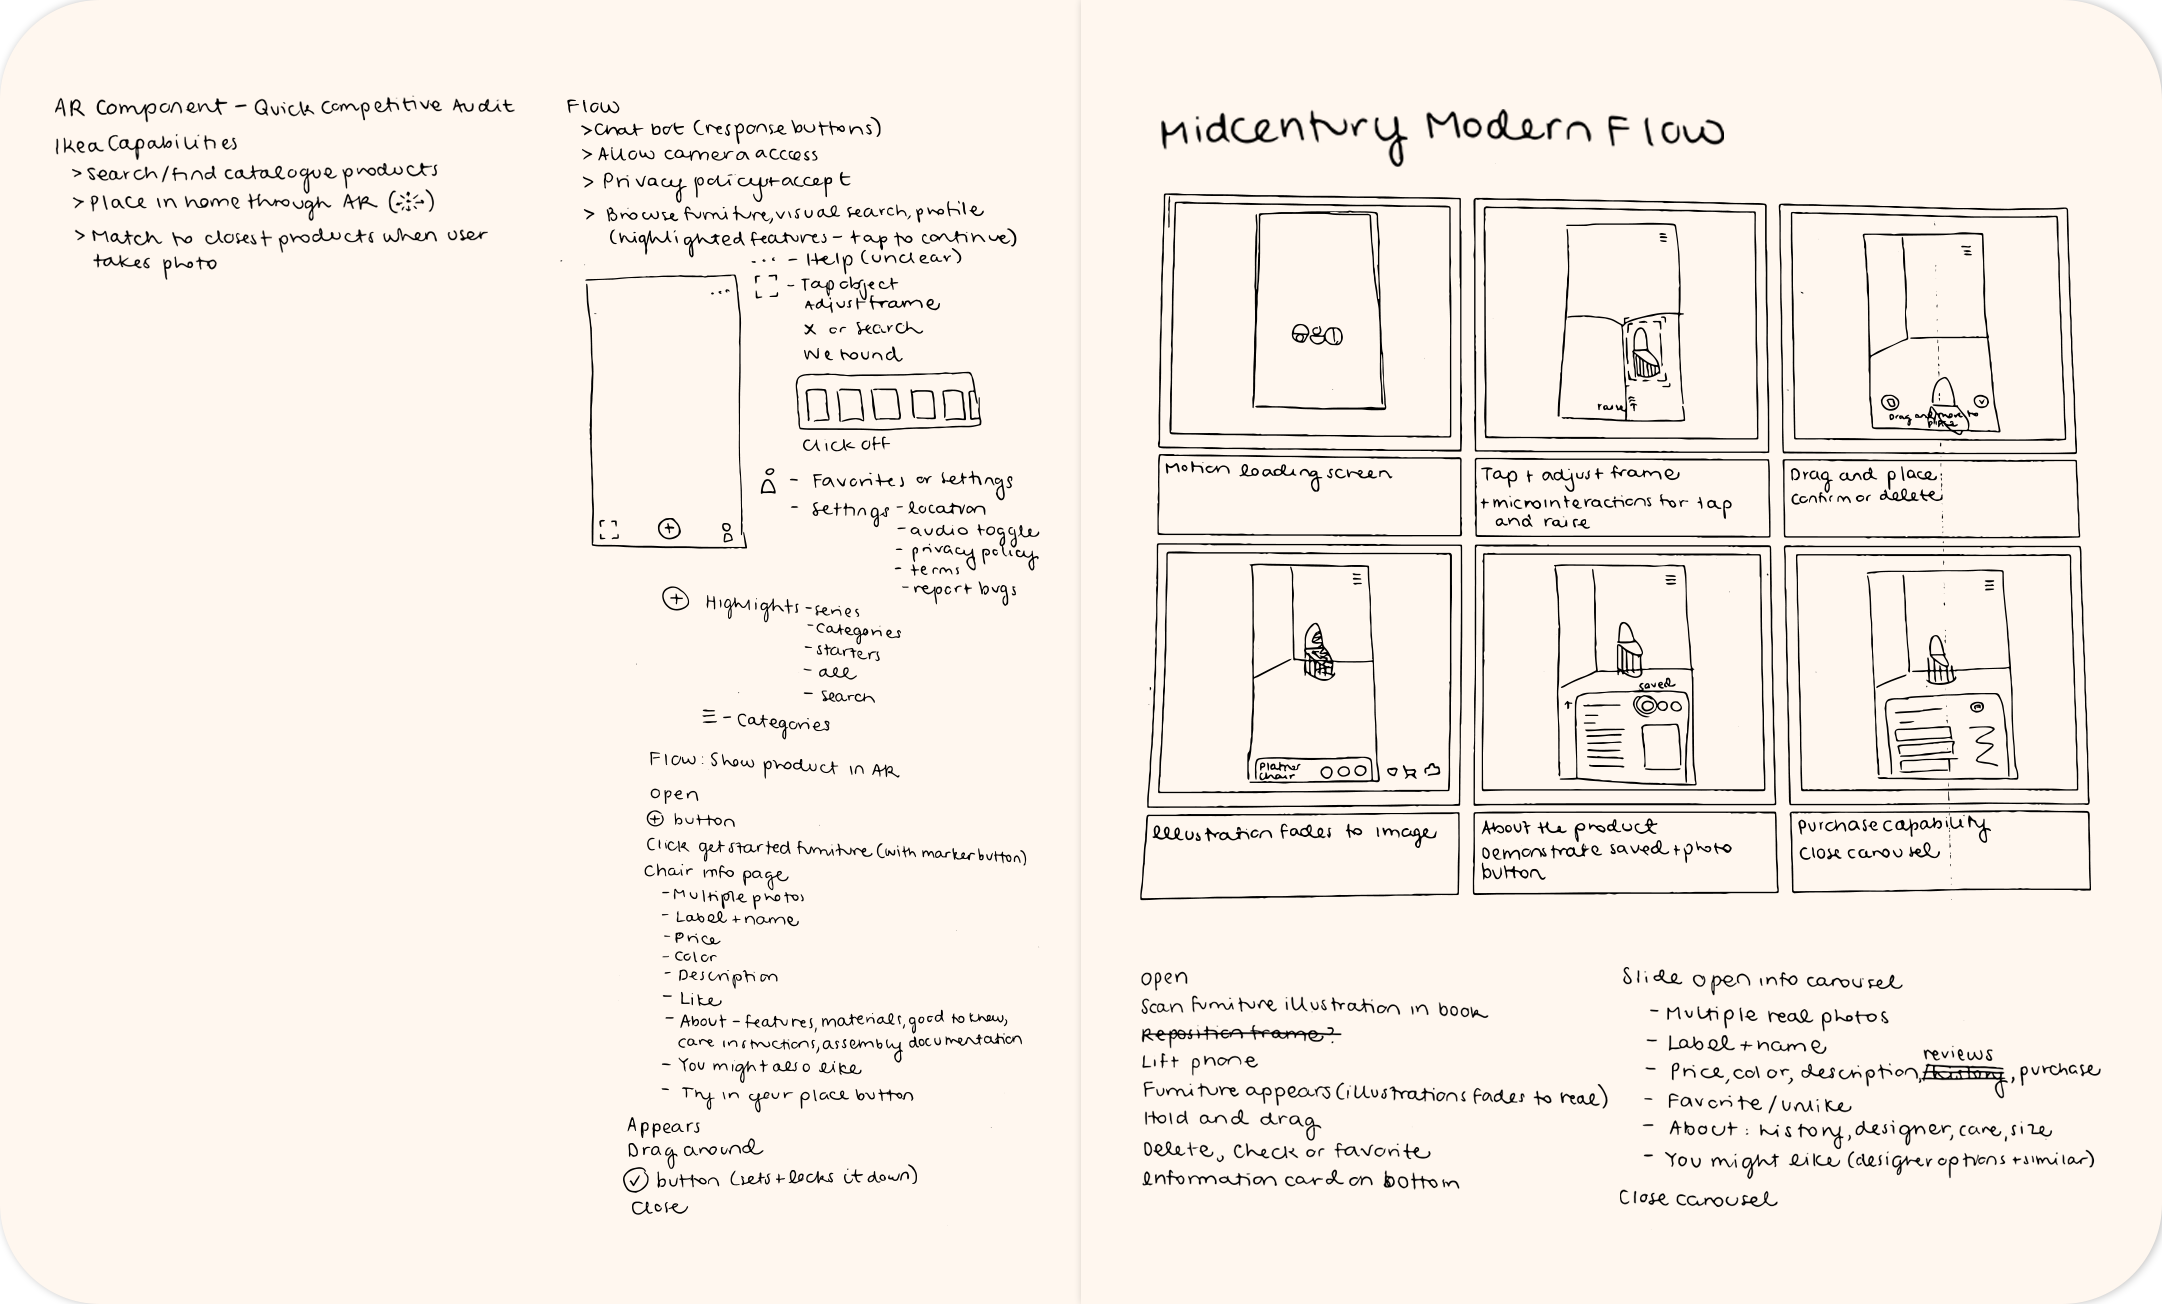 AR Component – Quick Competitive Audit
Ikea Capabilities
> Search/find catalogue products
> Place in home through AR ( )
> Match to closest products when user
takes photo
Flow
> Chat bot (response buttons)
> Allow camera access
> Privacy policy + accept
> Browse furniture, visual search, profile
(highlighted features – tap to continue)
... – Help (unclear)
– Tap object
Adjust frame
x or search
We found
Click off
– Favorites or settings
– Settings – location
– audio toggle
– privacy policy
– terms
– report bugs
+ Highlights – series
– Categories
– starters
– all
– search
≡ – Categories
Flow: Show product in AR
Open
+ button
Click get started furniture (with marker button)
Chair info page
– Multiple photos
– Label + name
– Price
– Color
– Description
– Like
– About – features, materials, good to know,
care instructions, assembly documentation
– You might also like
– Try in your place button
Appears
Drag around
✓ button (sets + locks it down)
Close
Midcentury Modern Flow
raise ↑
Drag and move to
place
Motion loading screen
Tap + adjust frame
+ microinteractions for tap
and raise
Drag and place
confirm or delete
Platner
Chair
saved
Illustration fades to image
About the product
Demonstrate saved + photo
button
Purchase capability
Close carousel
Open
Scan furniture illustration in book
Reposition frame?
Lift phone
Furniture appears (illustrations fades to real)
Hold and drag
Delete, Check or favorite
Information card on bottom
Slide open info carousel
– Multiple real photos
– Label + name
reviews
– Price, color, description, history, purchase
– Favorite / unlike
– About: history, designer, care, size
– You might like (designer options + similar)
Close carousel